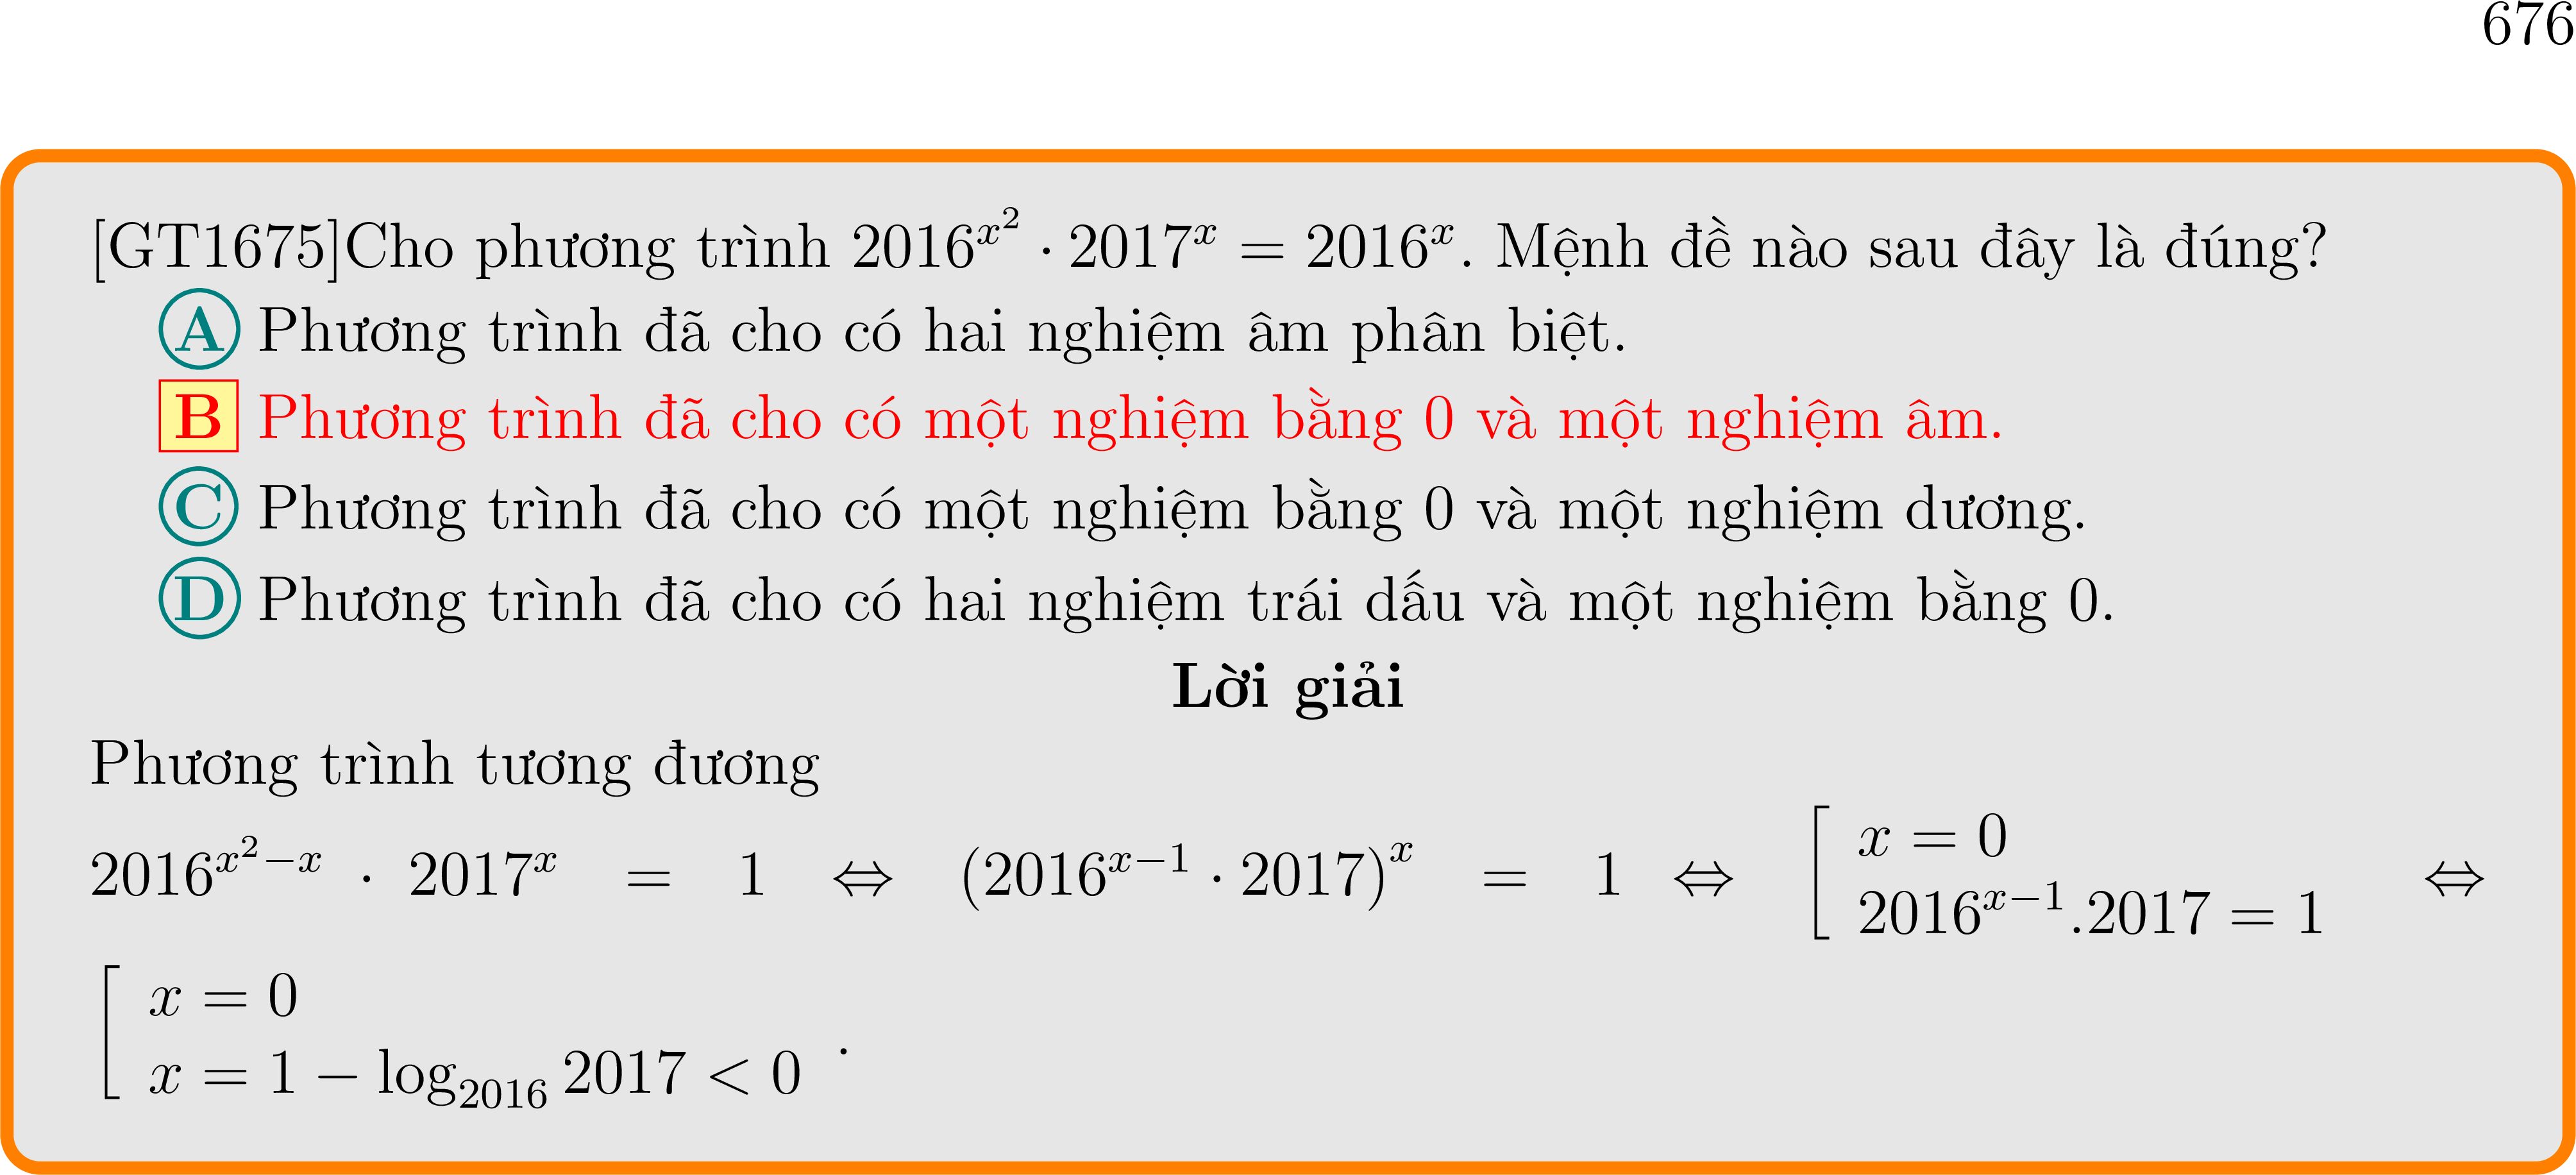 676
[GT1675]Cho phương trình $2016^{x^2} \cdot 2017^x = 2016^x$. Mệnh đề nào sau đây là đúng?
A Phương trình đã cho có hai nghiệm âm phân biệt.
B Phương trình đã cho có một nghiệm bằng 0 và một nghiệm âm.
C Phương trình đã cho có một nghiệm bằng 0 và một nghiệm dương.
D Phương trình đã cho có hai nghiệm trái dấu và một nghiệm bằng 0.
Lời giải
Phương trình tương đương
$2016^{x^2-x} \cdot 2017^x = 1 \Leftrightarrow \left(2016^{x-1} \cdot 2017\right)^x = 1 \Leftrightarrow \left[\begin{array}{l} x = 0 \\ 2016^{x-1}.2017 = 1 \end{array}\right. \Leftrightarrow$
$\left[\begin{array}{l} x = 0 \\ x = 1 - \log_{2016} 2017 < 0 \end{array}\right.$.